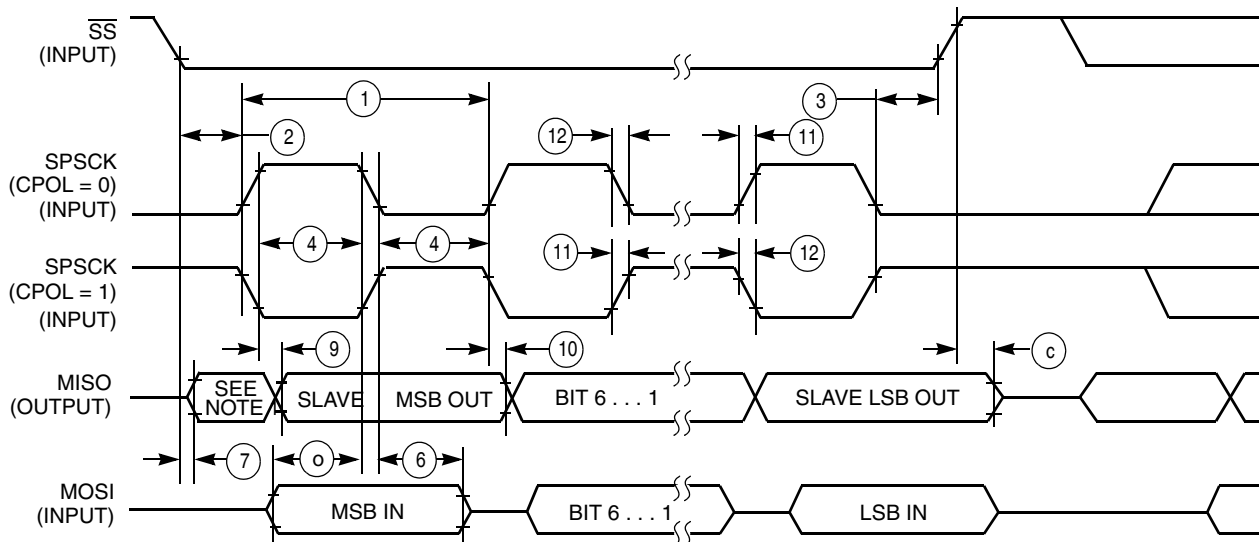 SS
(INPUT)
1
3
2
12
11
SPSCK
(CPOL = 0)
(INPUT)
4
4
11
12
SPSCK
(CPOL = 1)
(INPUT)
9
10
c
MISO
(OUTPUT)
SEE
NOTE
SLAVE
MSB OUT
BIT 6 . . . 1
SLAVE LSB OUT
7
o
6
MOSI
(INPUT)
MSB IN
BIT 6 . . . 1
LSB IN